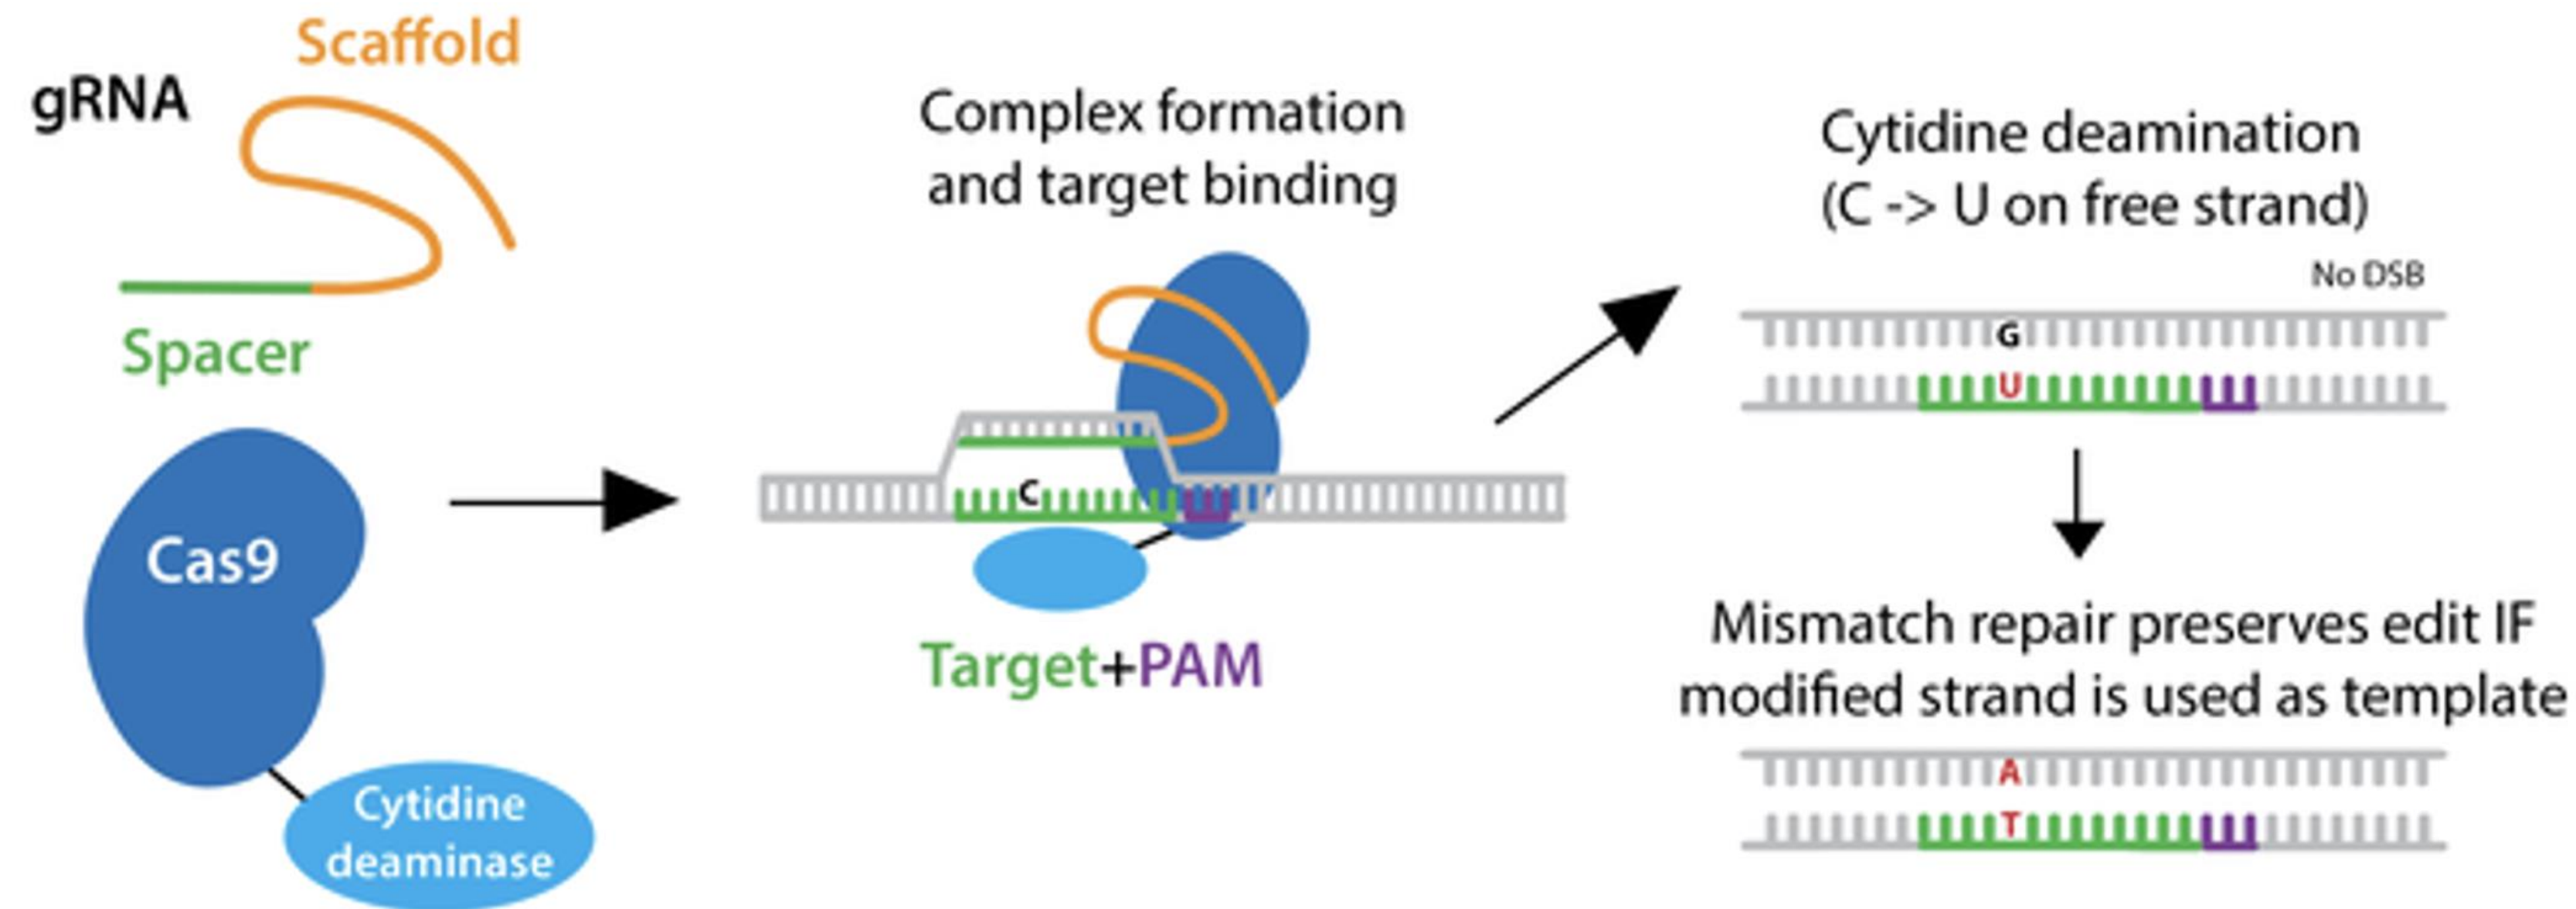 Scaffold
gRNA
Spacer
Cas9
Cytidine
deaminase
Complex formation
and target binding
C
Target+PAM
Cytidine deamination
(C -> U on free strand)
No DSB
G
U
Mismatch repair preserves edit IF
modified strand is used as template
A
T